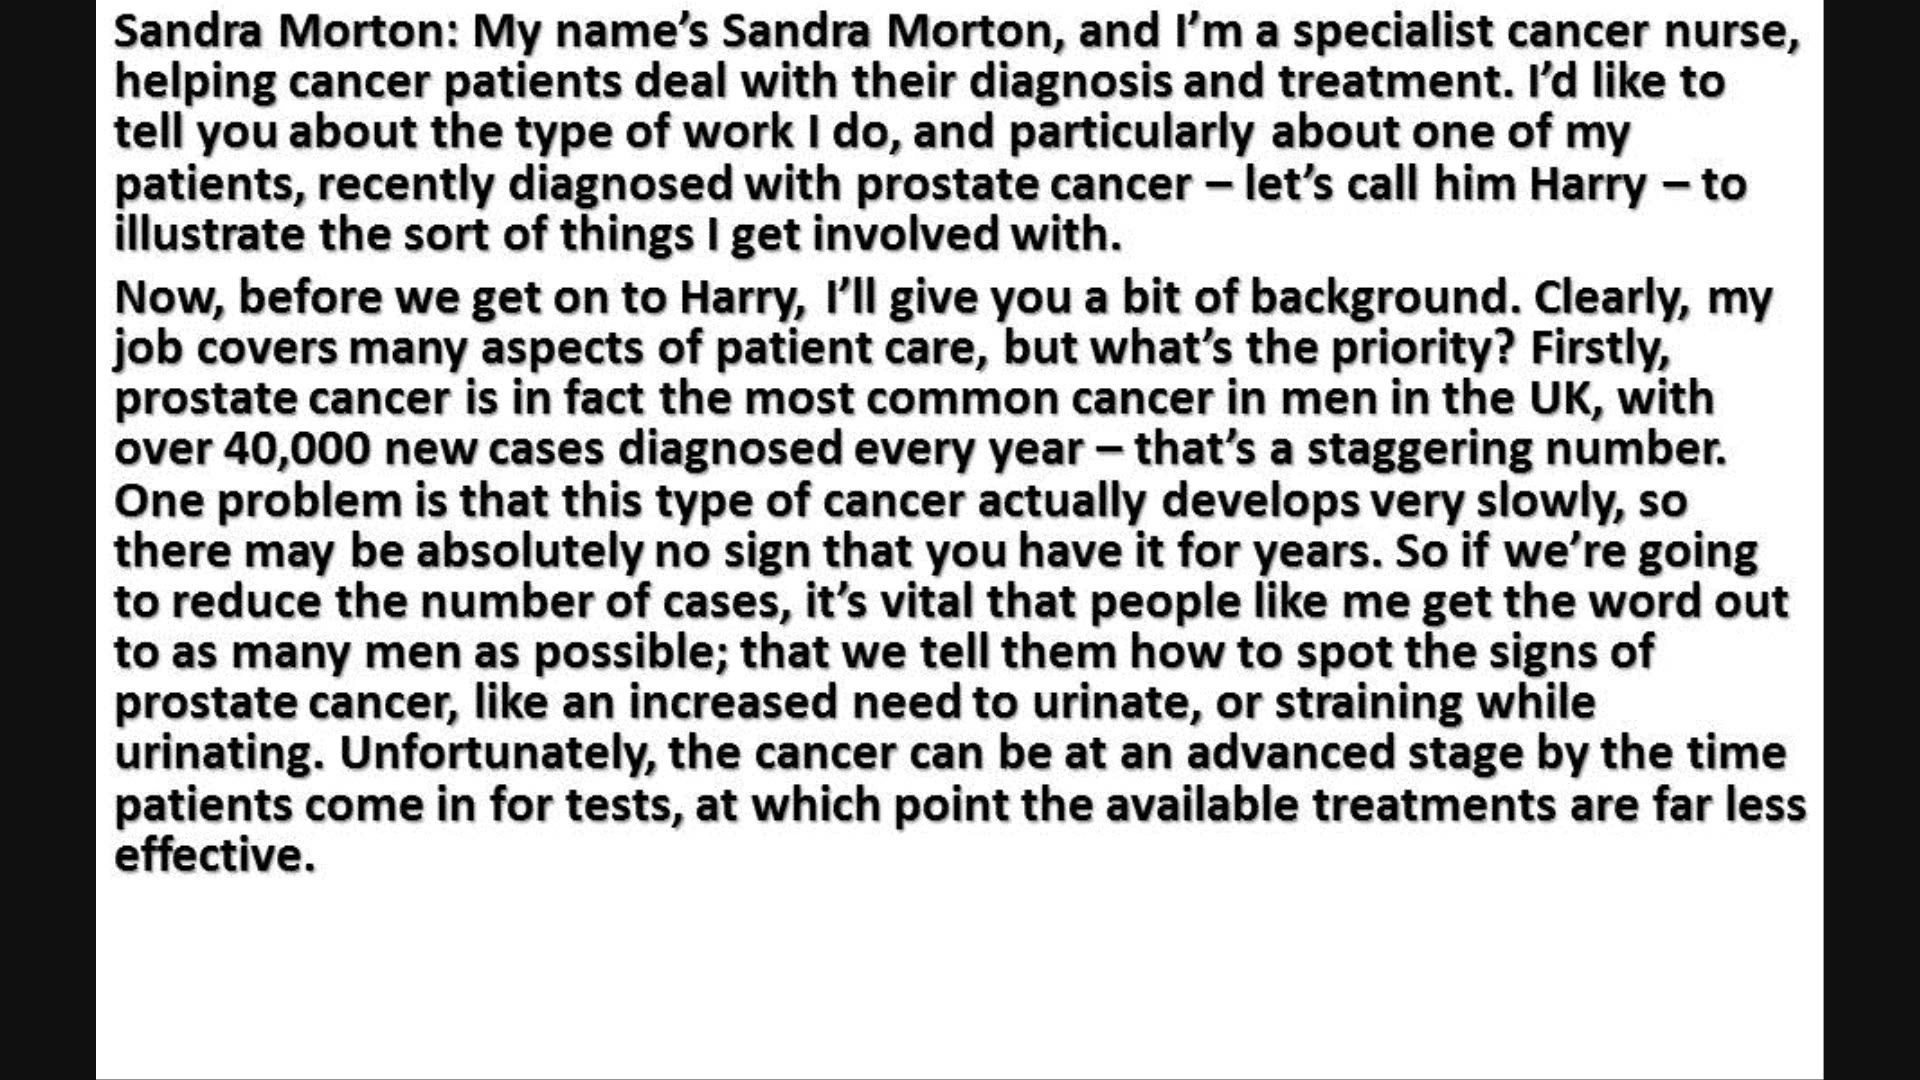 Sandra Morton: My name’s Sandra Morton, and I’m a specialist cancer nurse,
helping cancer patients deal with their diagnosis and treatment. I’d like to
tell you about the type of work I do, and particularly about one of my
patients, recently diagnosed with prostate cancer – let’s call him Harry – to
illustrate the sort of things I get involved with.
Now, before we get on to Harry, I’ll give you a bit of background. Clearly, my
job covers many aspects of patient care, but what’s the priority? Firstly,
prostate cancer is in fact the most common cancer in men in the UK, with
over 40,000 new cases diagnosed every year – that’s a staggering number.
One problem is that this type of cancer actually develops very slowly, so
there may be absolutely no sign that you have it for years. So if we’re going
to reduce the number of cases, it’s vital that people like me get the word out
to as many men as possible; that we tell them how to spot the signs of
prostate cancer, like an increased need to urinate, or straining while
urinating. Unfortunately, the cancer can be at an advanced stage by the time
patients come in for tests, at which point the available treatments are far less
effective.